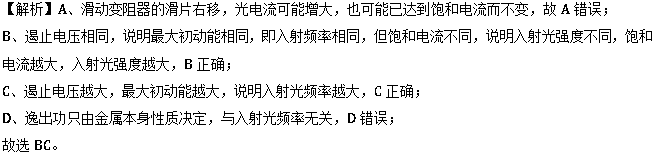 【解析】A、滑动变阻器的滑片右移，光电流可能增大，也可能已达到饱和电流而不变，故 A 错误；
B、遏止电压相同，说明最大初动能相同，即入射频率相同，但饱和电流不同，说明入射光强度不同，饱和
电流越大，入射光强度越大，B 正确；
C、遏止电压越大，最大初动能越大，说明入射光频率越大，C 正确；
D、逸出功只由金属本身性质决定，与入射光频率无关，D 错误；
故选 BC。